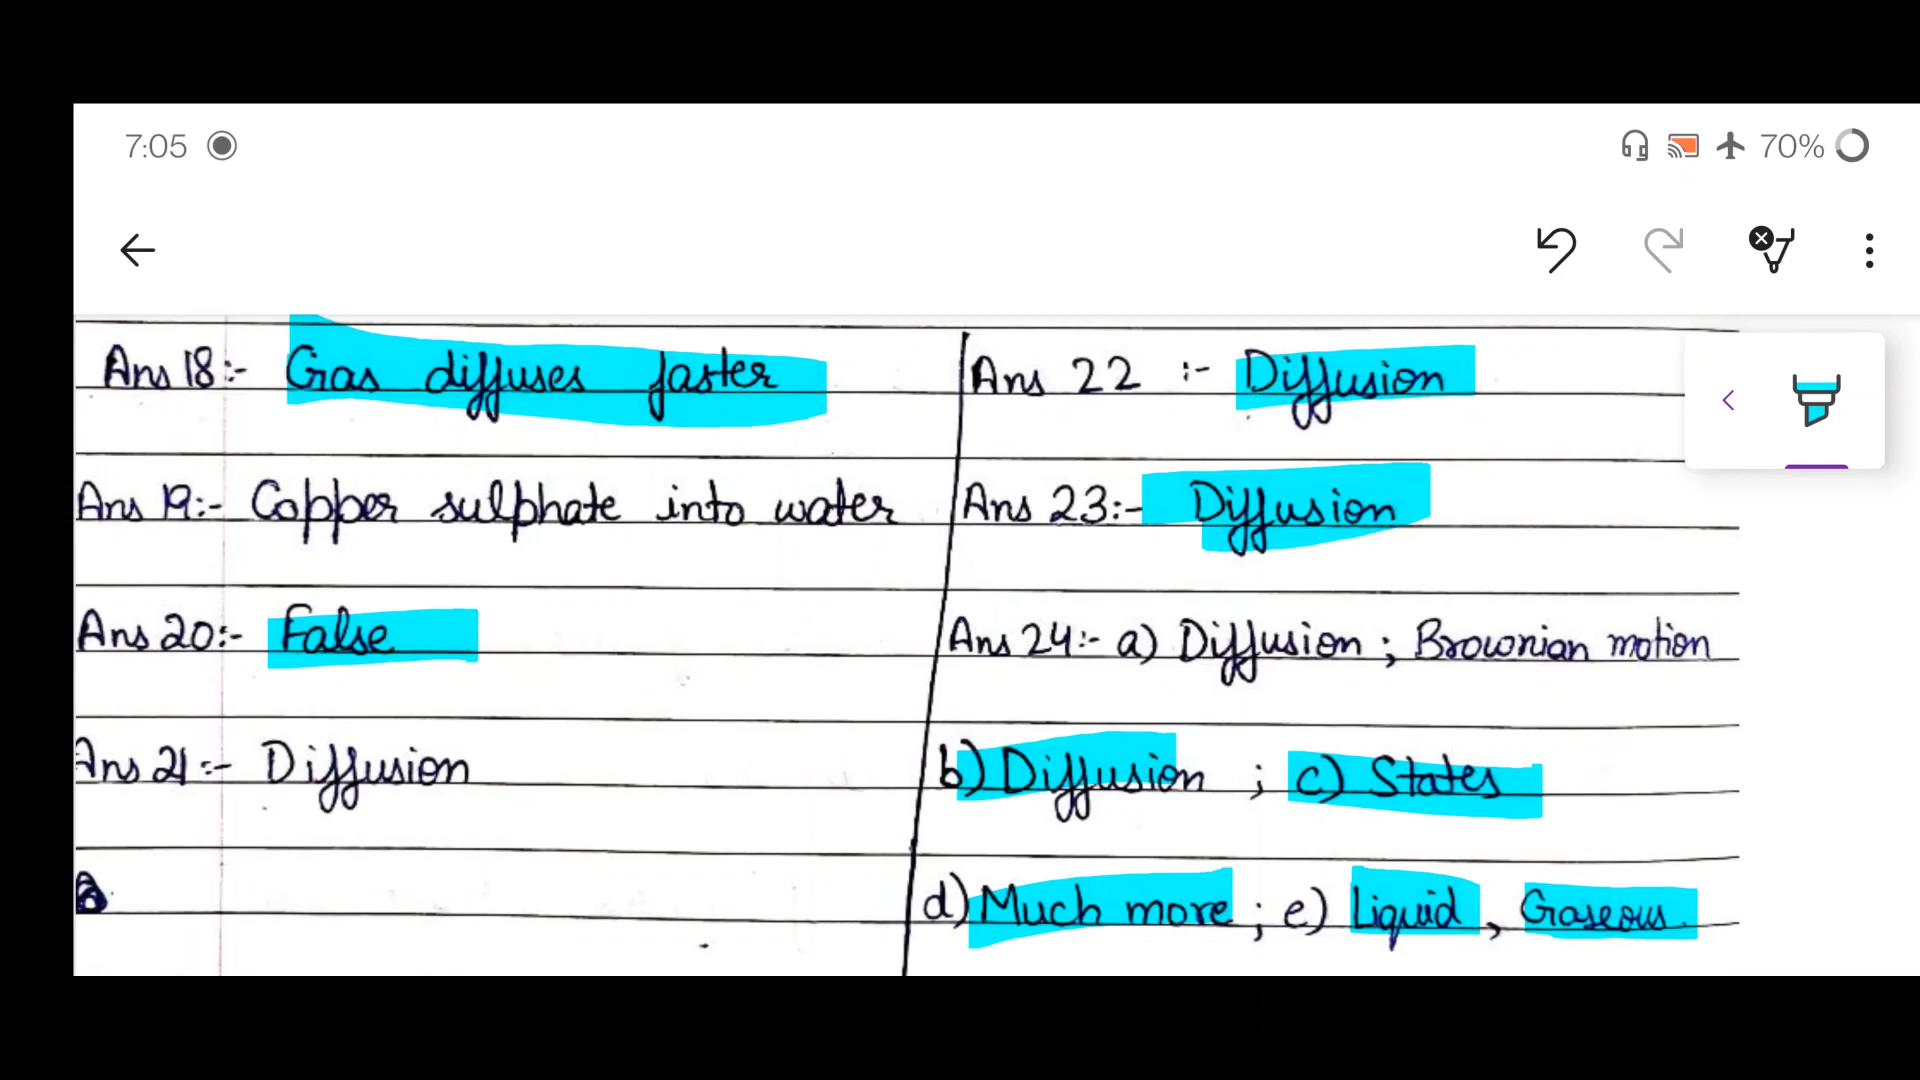 7:05
70%
Ans 18:- Gas diffuses faster
Ans 19:- Copper sulphate into water
Ans 20:- False
Ans 21:- Diffusion
Ans 22 :- Diffusion
Ans 23:- Diffusion
Ans 24:- a) Diffusion ; Brownian motion
b) Diffusion ; c) States
d) Much more ; e) Liquid , Gaseous.